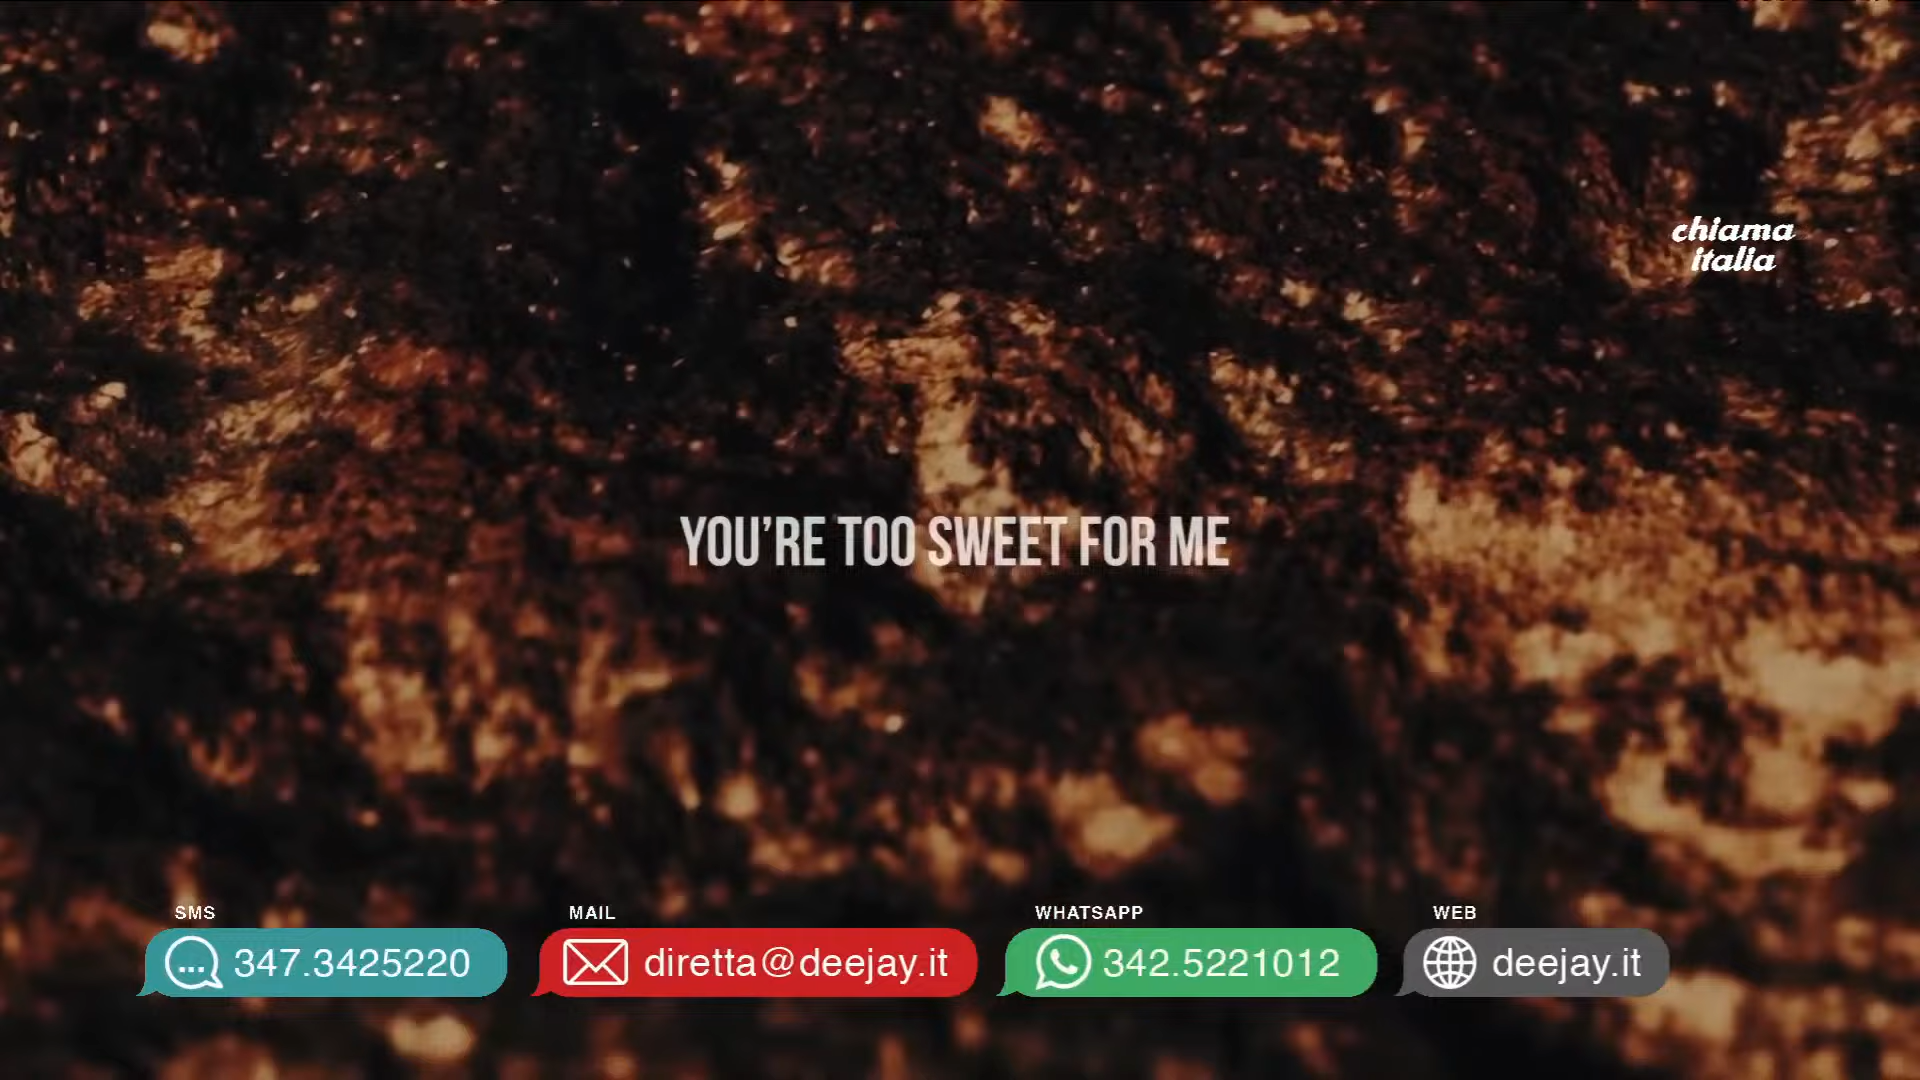 chiama
italia
YOU'RE TOO SWEET FOR ME
SMS
347.3425220
MAIL
diretta@deejay.it
WHATSAPP
342.5221012
WEB
deejay.it